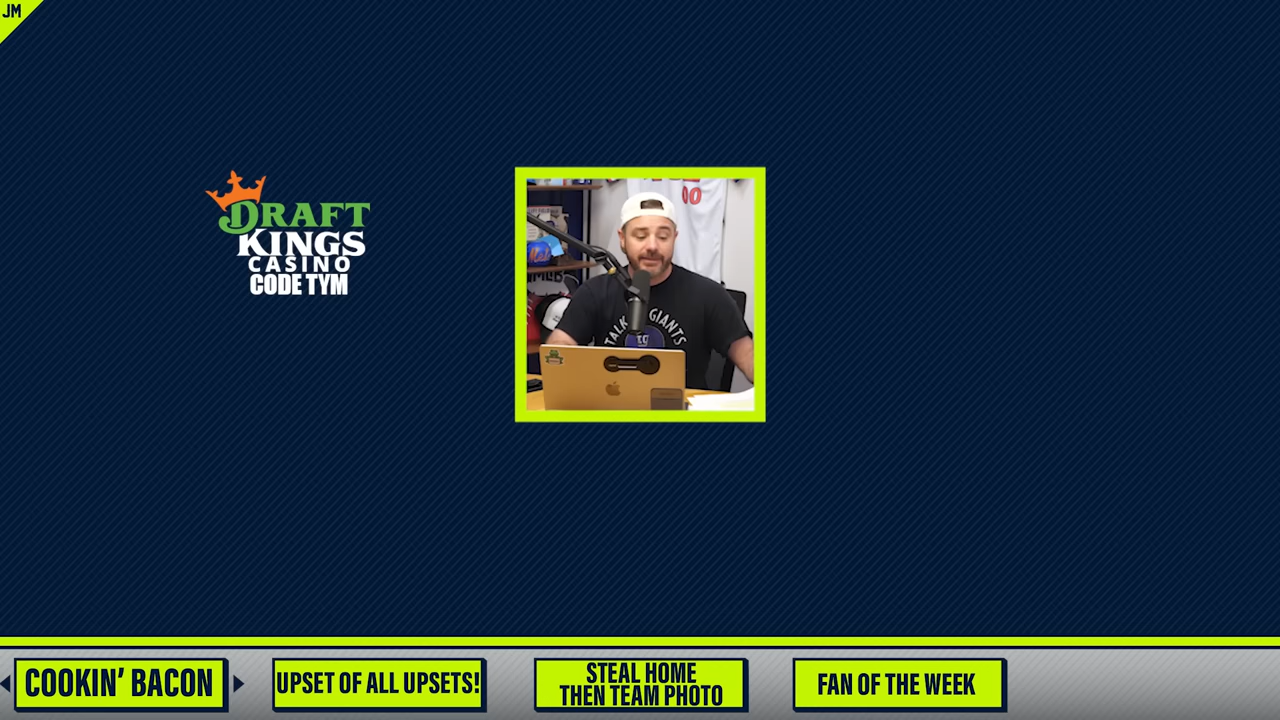 JM
DRAFT
KINGS
CASINO
CODE TYM
00
TALK GIANTS
COOKIN' BACON
UPSET OF ALL UPSETS!
STEAL HOME
THEN TEAM PHOTO
FAN OF THE WEEK